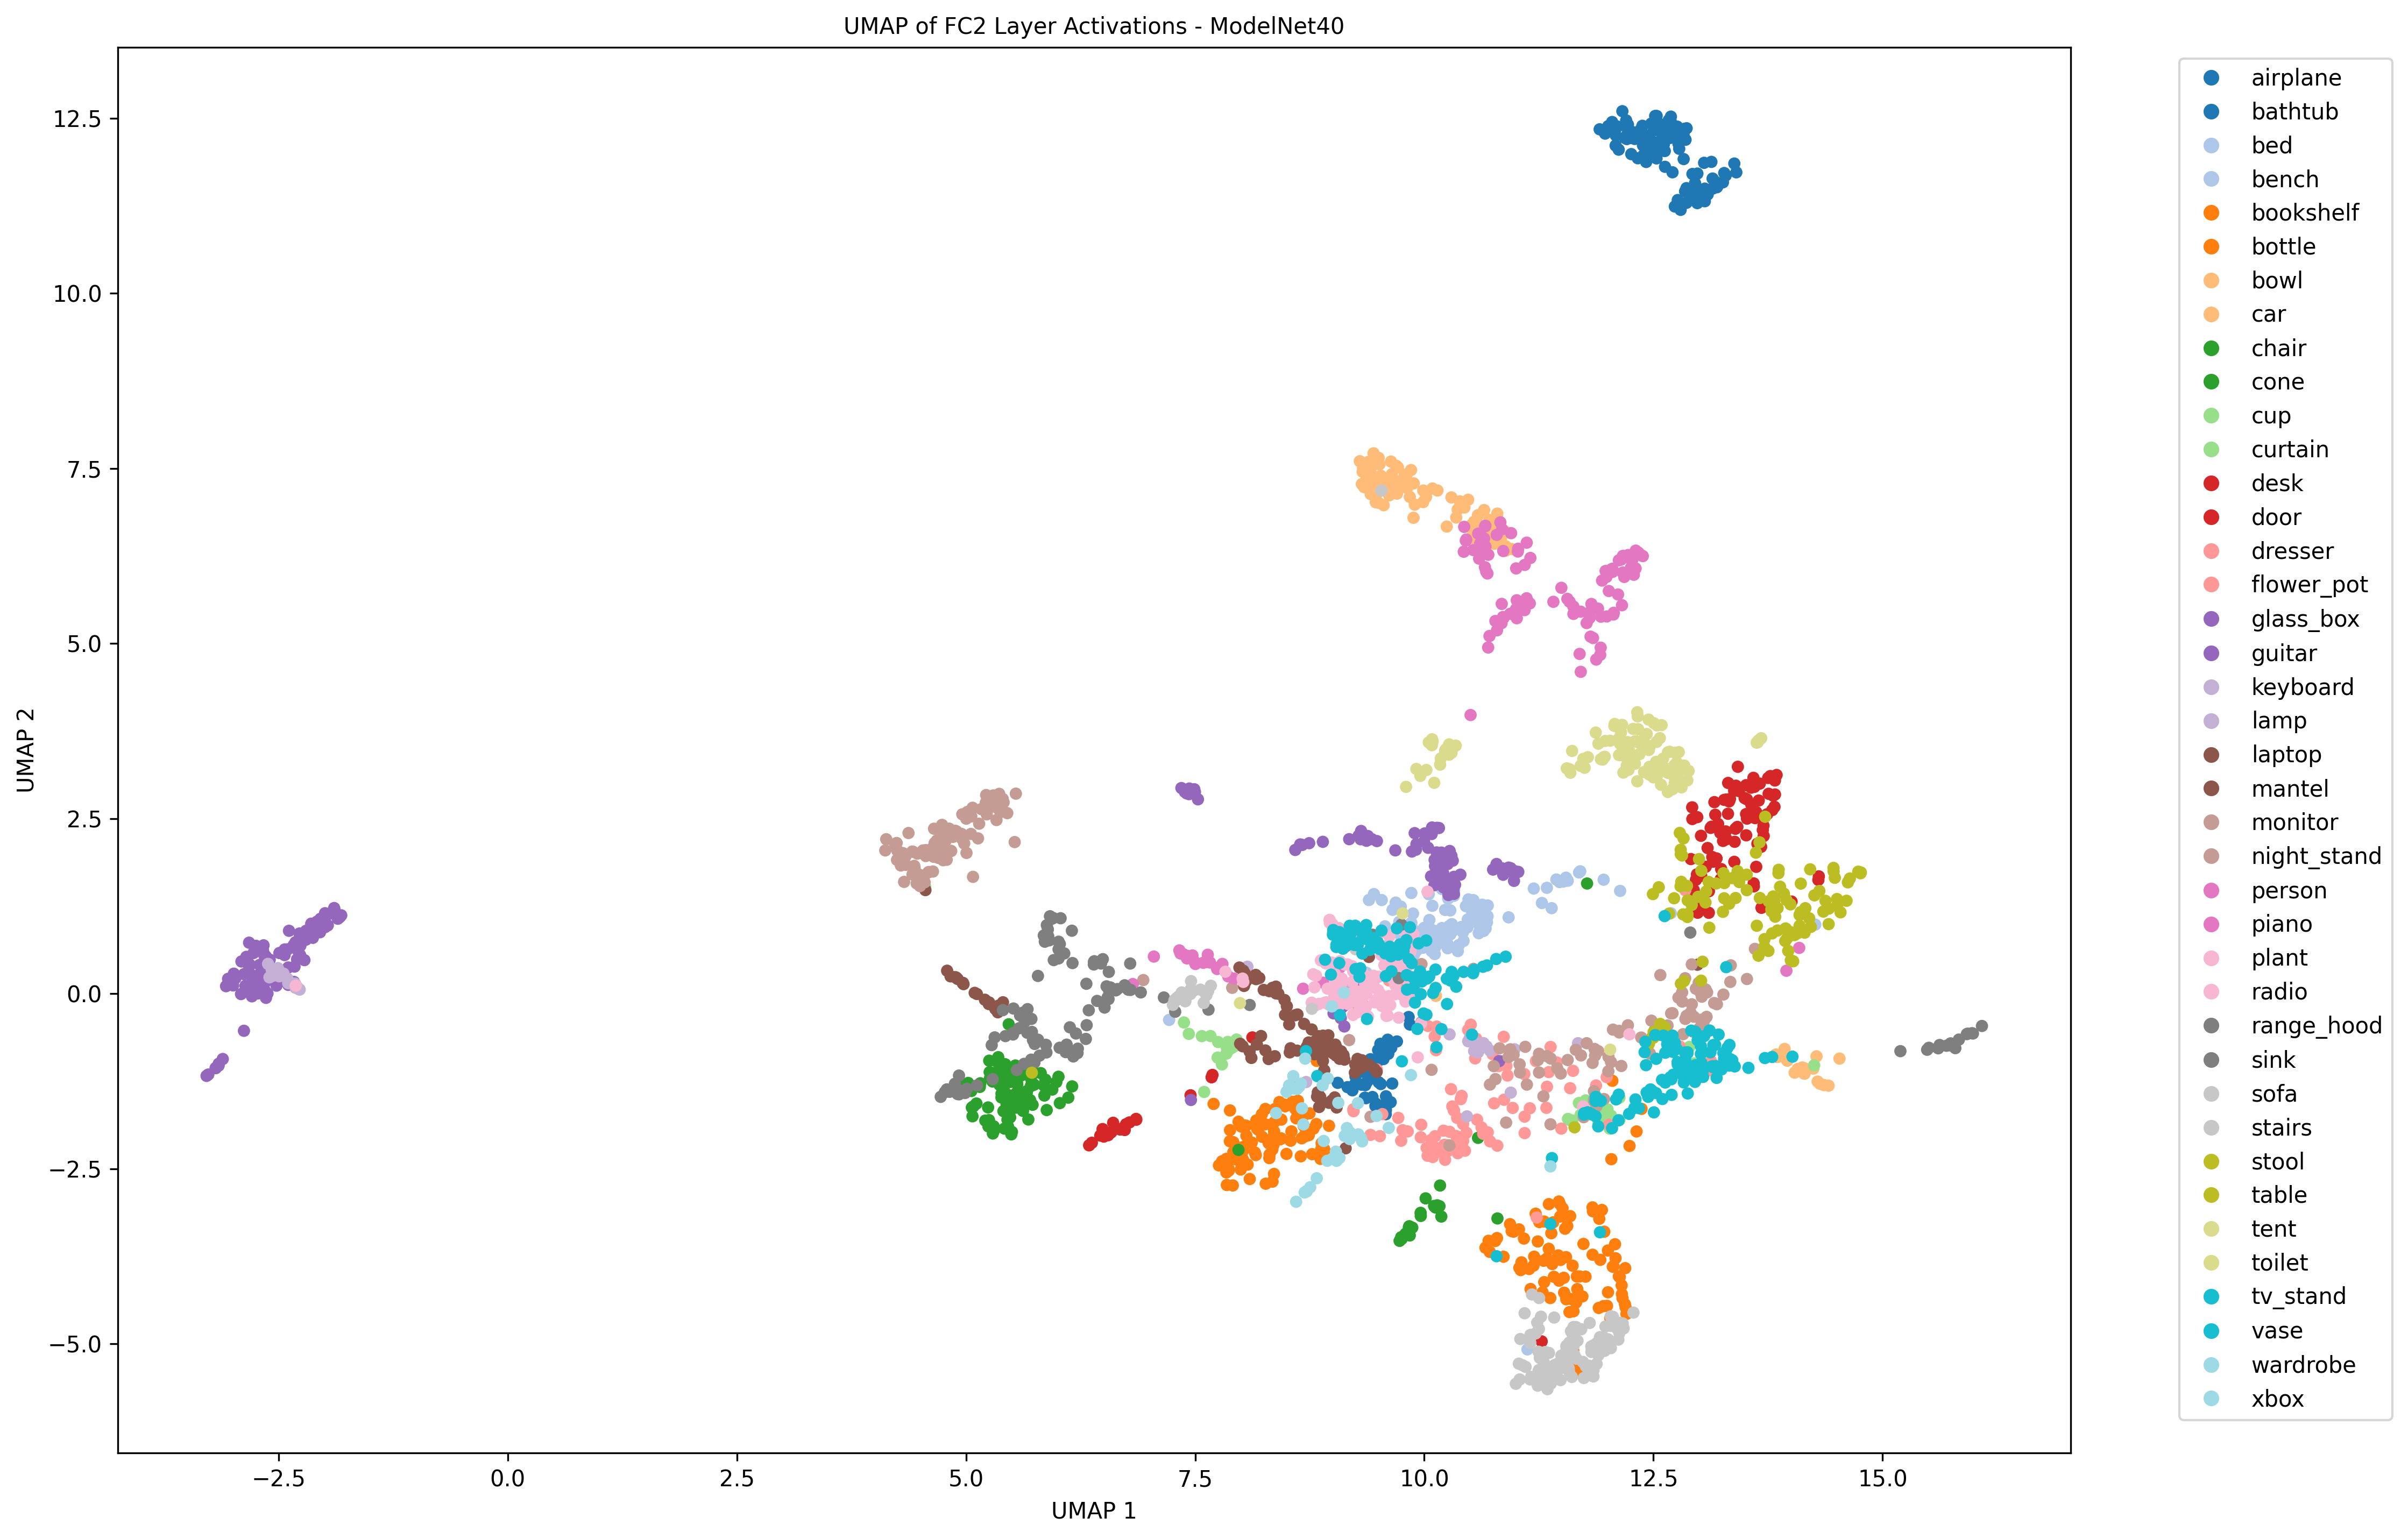 UMAP of FC2 Layer Activations - ModelNet40
12.5
10.0
7.5
5.0
2.5
0.0
−2.5
−5.0
UMAP 2
−2.5
0.0
2.5
5.0
7.5
10.0
12.5
15.0
UMAP 1
airplane
bathtub
bed
bench
bookshelf
bottle
bowl
car
chair
cone
cup
curtain
desk
door
dresser
flower_pot
glass_box
guitar
keyboard
lamp
laptop
mantel
monitor
night_stand
person
piano
plant
radio
range_hood
sink
sofa
stairs
stool
table
tent
toilet
tv_stand
vase
wardrobe
xbox